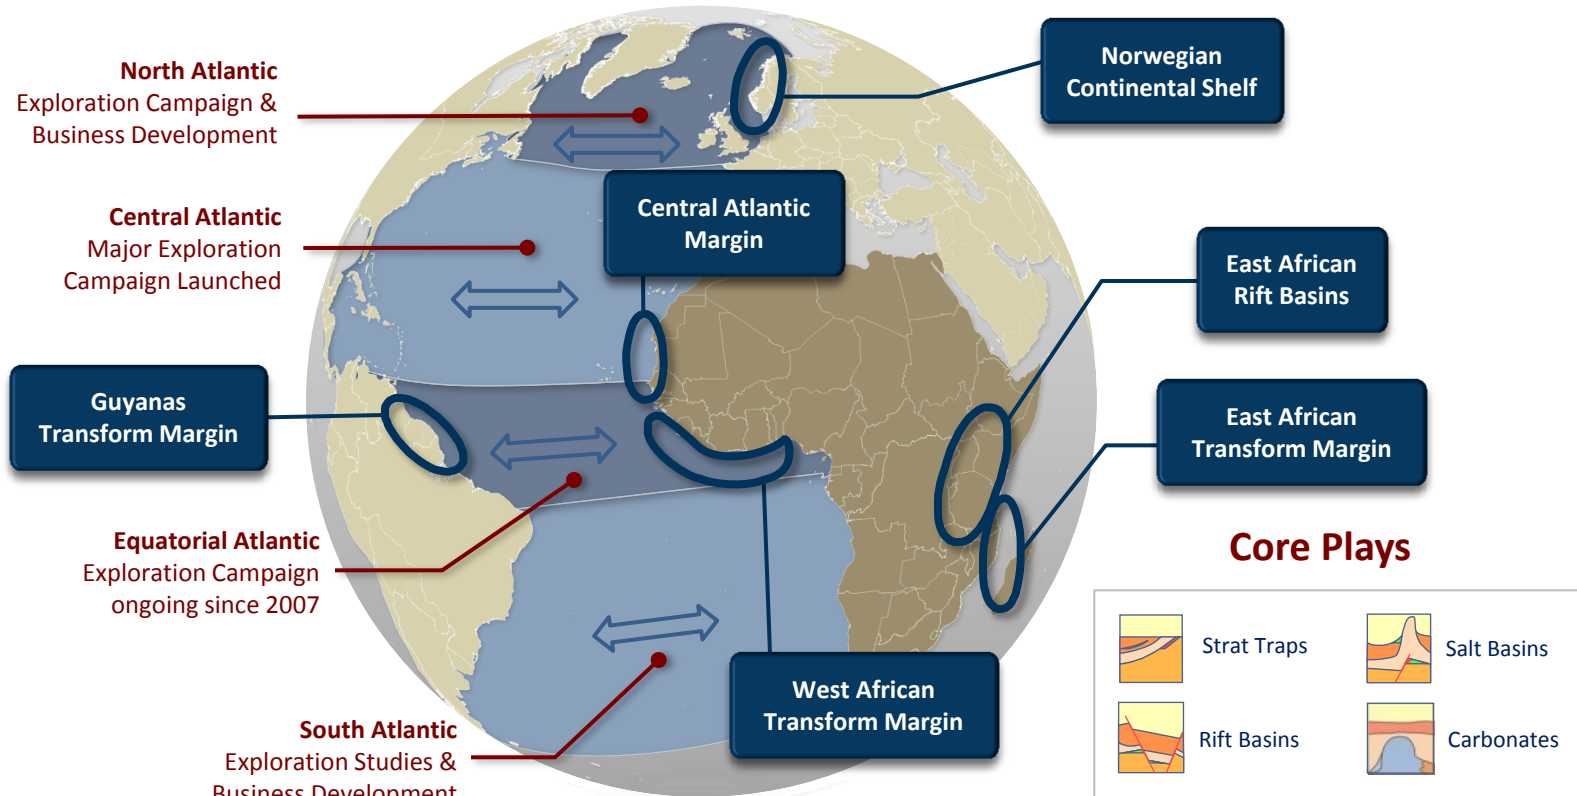 North Atlantic
Exploration Campaign &
Business Development
Norwegian
Continental Shelf
Central Atlantic
Major Exploration
Campaign Launched
Central Atlantic
Margin
East African
Rift Basins
Guyanas
Transform Margin
East African
Transform Margin
Equatorial Atlantic
Exploration Campaign
ongoing since 2007
West African
Transform Margin
South Atlantic
Exploration Studies &
Business Development
Core Plays
Strat Traps
Salt Basins
Rift Basins
Carbonates